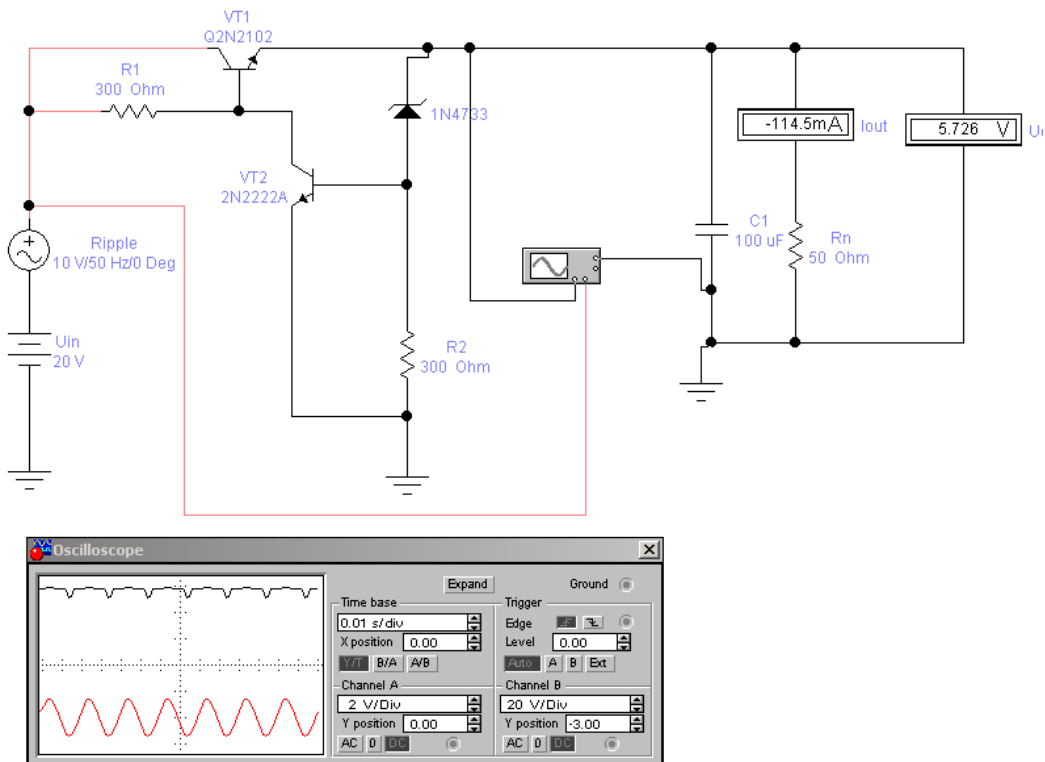 VT1
Q2N2102
R1
300 Ohm
1N4733
VT2
2N2222A
-114.5mA
Iout
5.726 V
Ripple
10 V/50 Hz/0 Deg
C1
100 uF
Rn
50 Ohm
Uin
20 V
R2
300 Ohm
Oscilloscope
Expand
Ground
Time base
0.01 s/div
X position 0.00
Y/T B/A A/B
Trigger
Edge
Level 0.00
Auto A B Ext
Channel A
2 V/Div
Y position 0.00
AC 0 DC
Channel B
20 V/Div
Y position -3.00
AC 0 DC